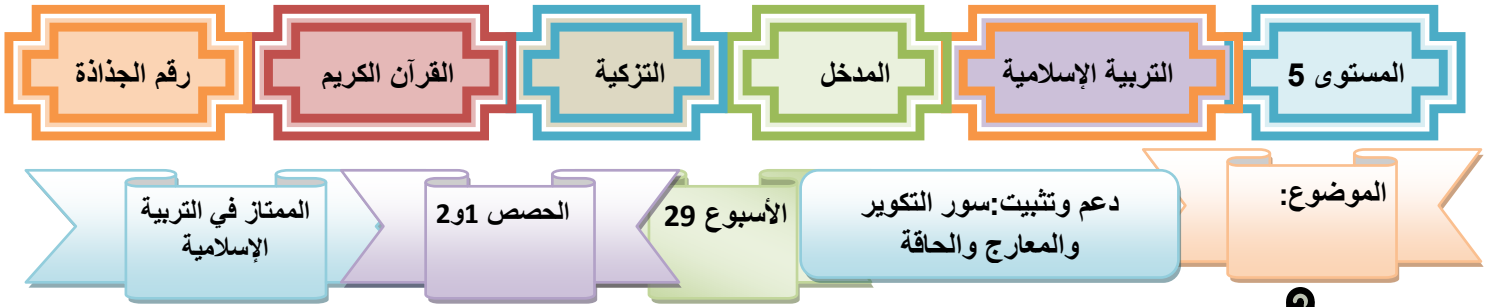 المستوى 5
التربية الإسلامية
المدخل
التزكية
القرآن الكريم
رقم الجذاذة
الموضوع:
دعم وتثبيت:سور التكوير
والمعارج والحاقة
الأسبوع 29
الحصص 1و2
الممتاز في التربية
الإسلامية